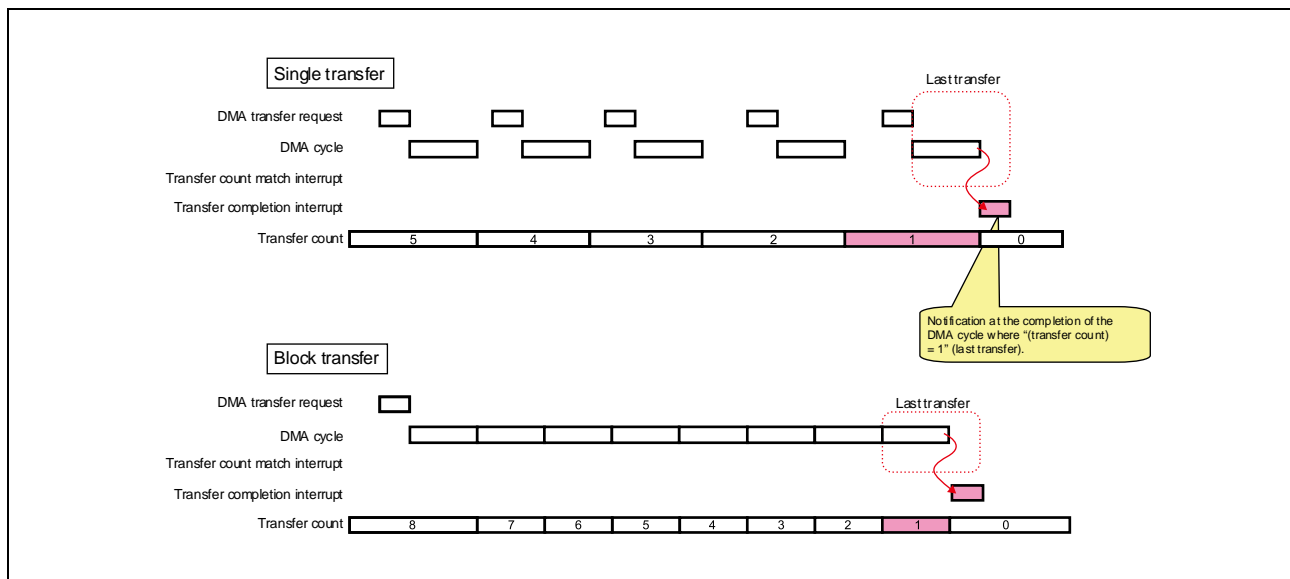 Single transfer
Last transfer
DMA transfer request
DMA cycle
Transfer count match interrupt
Transfer completion interrupt
Transfer count
5 4 3 2 1 0
Notification at the completion of the
DMA cycle where “(transfer count)
= 1” (last transfer).
Block transfer
DMA transfer request
Last transfer
DMA cycle
Transfer count match interrupt
Transfer completion interrupt
Transfer count
8 7 6 5 4 3 2 1 0